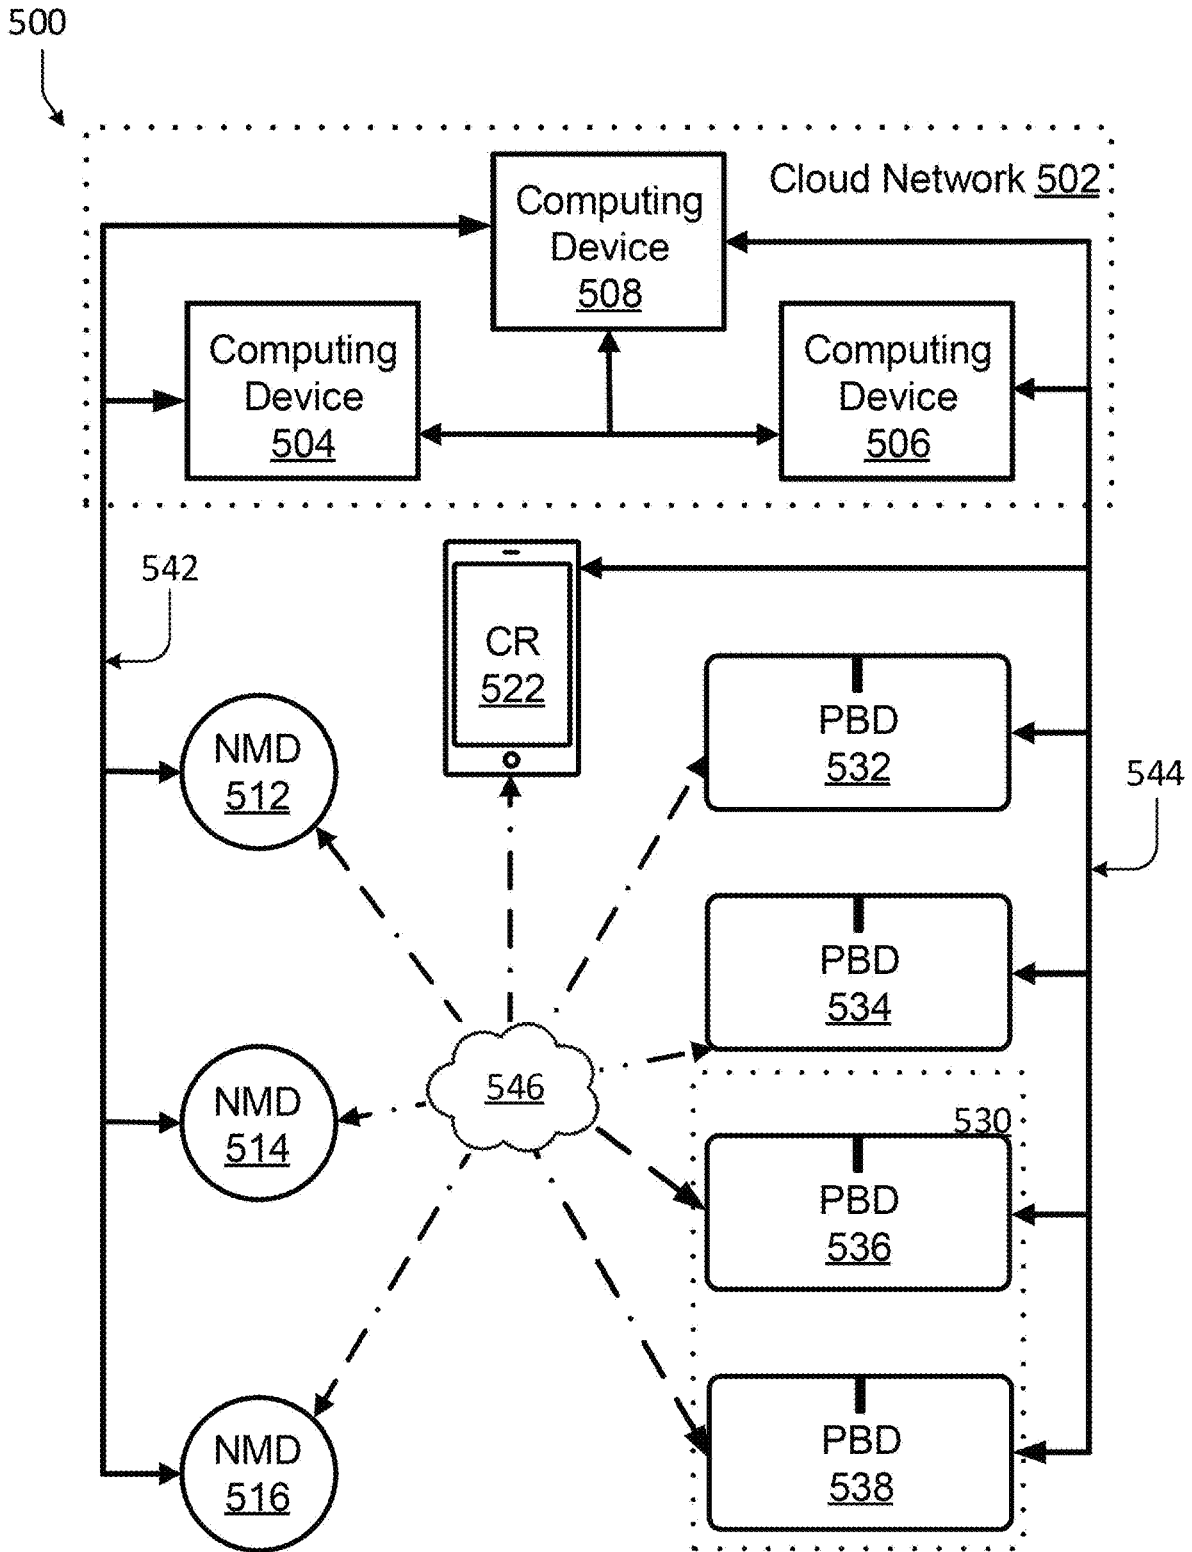 500
Cloud Network 502
Computing
Device
508
Computing
Device
504
Computing
Device
506
542
CR
522
NMD
512
PBD
532
544
PBD
534
546
NMD
514
530
PBD
536
NMD
516
PBD
538